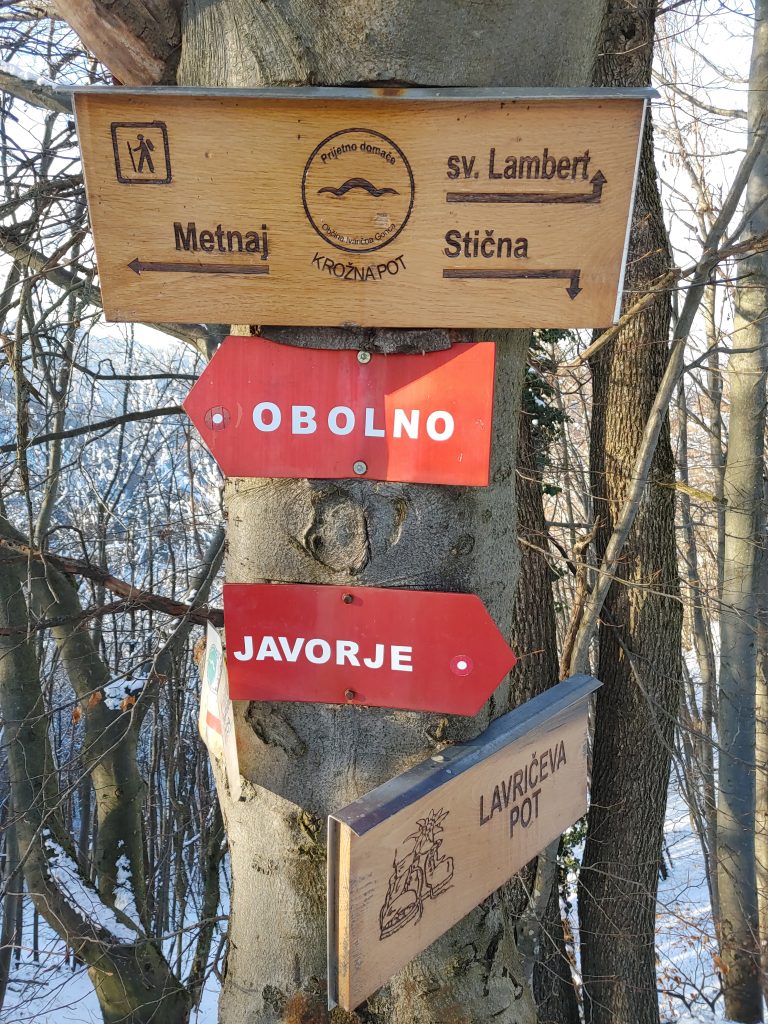 Prijetno domače
sv. Lambert
Metnaj
Občina Ivančna Gorica
Stična
KROŽNA POT
OBOLNO
JAVORJE
LAVRIČEVA
POT